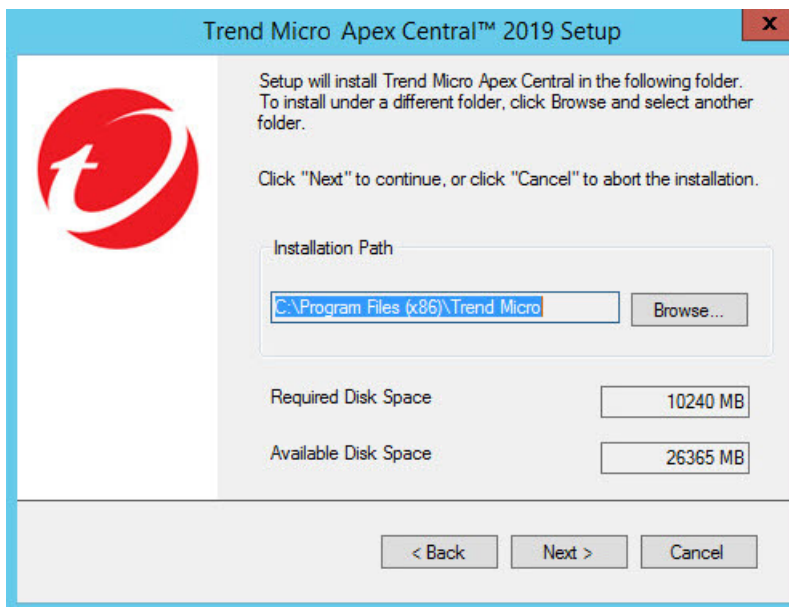 Trend Micro Apex Central™ 2019 Setup
x
Setup will install Trend Micro Apex Central in the following folder.
To install under a different folder, click Browse and select another
folder.
Click "Next" to continue, or click "Cancel" to abort the installation.
Installation Path
C:\Program Files (x86)\Trend Micro
Browse...
Required Disk Space
10240 MB
Available Disk Space
26365 MB
< Back
Next >
Cancel